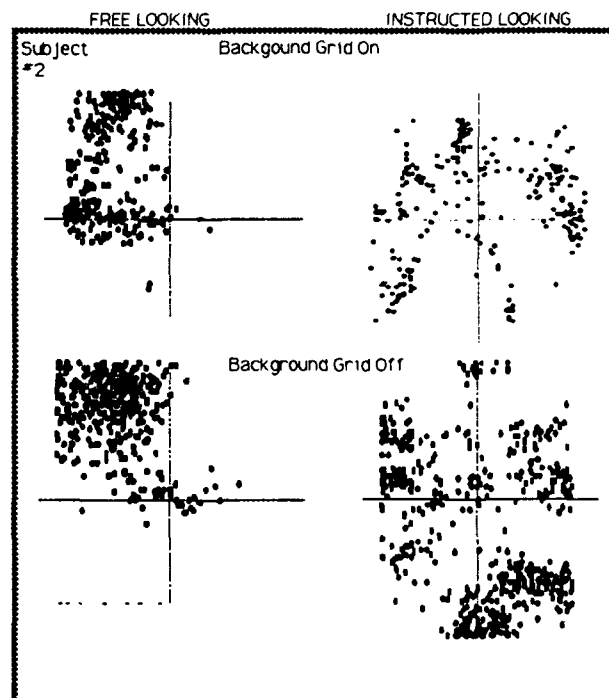 FREE LOOKING INSTRUCTED LOOKING
Subject Backgound Grid On
#2
Background Grid Off